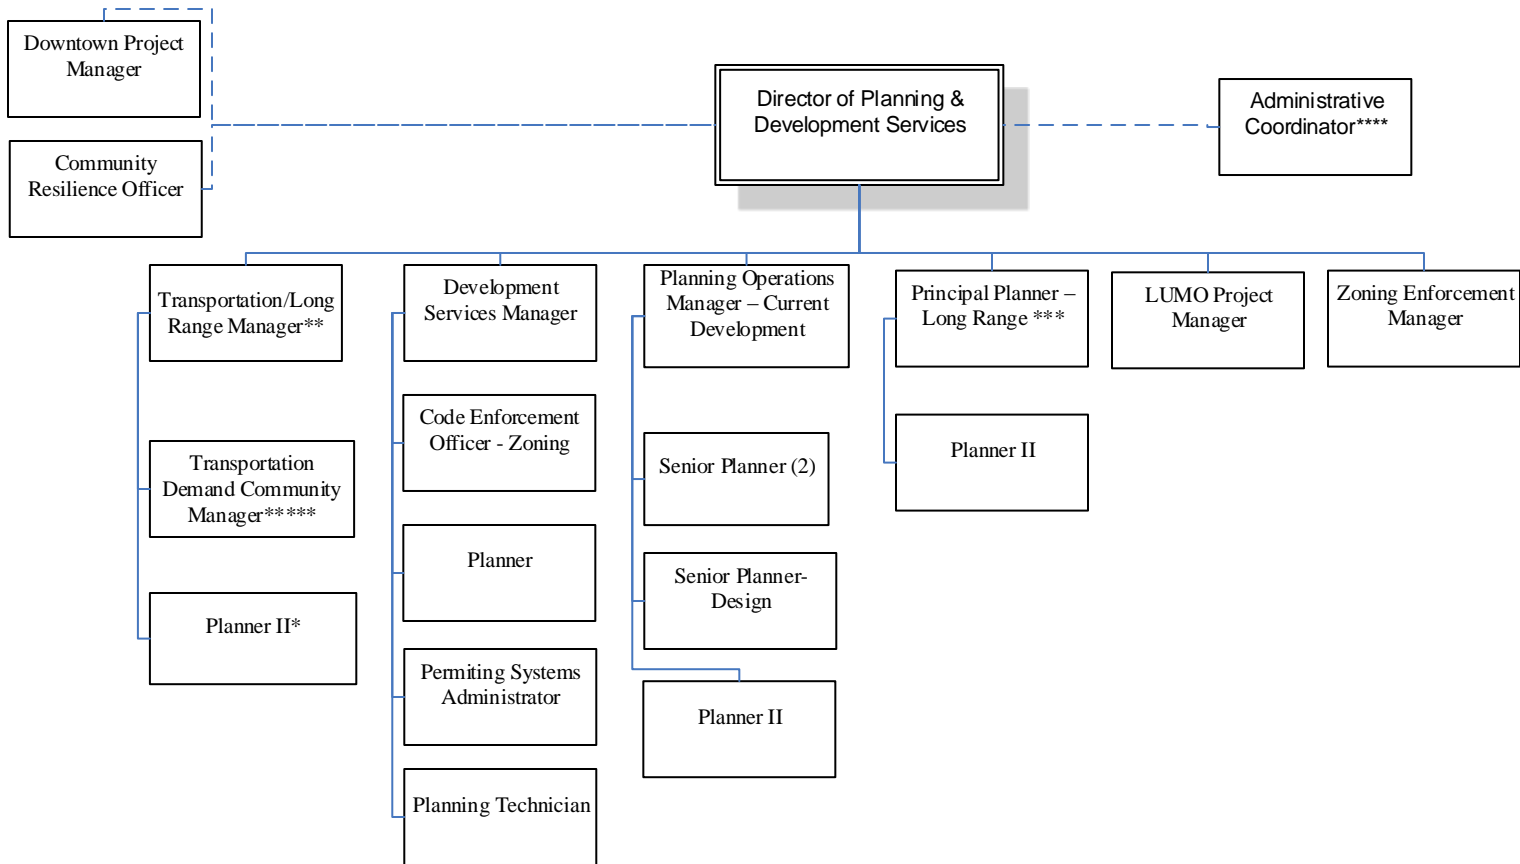 Downtown Project
Manager
Community
Resilience Officer
Director of Planning &
Development Services
Administrative
Coordinator****
Transportation/Long
Range Manager**
Transportation
Demand Community
Manager*****
Planner II*
Development
Services Manager
Code Enforcement
Officer - Zoning
Planner
Permiting Systems
Administrator
Planning Technician
Planning Operations
Manager – Current
Development
Senior Planner (2)
Senior Planner-
Design
Planner II
Principal Planner –
Long Range ***
Planner II
LUMO Project
Manager
Zoning Enforcement
Manager